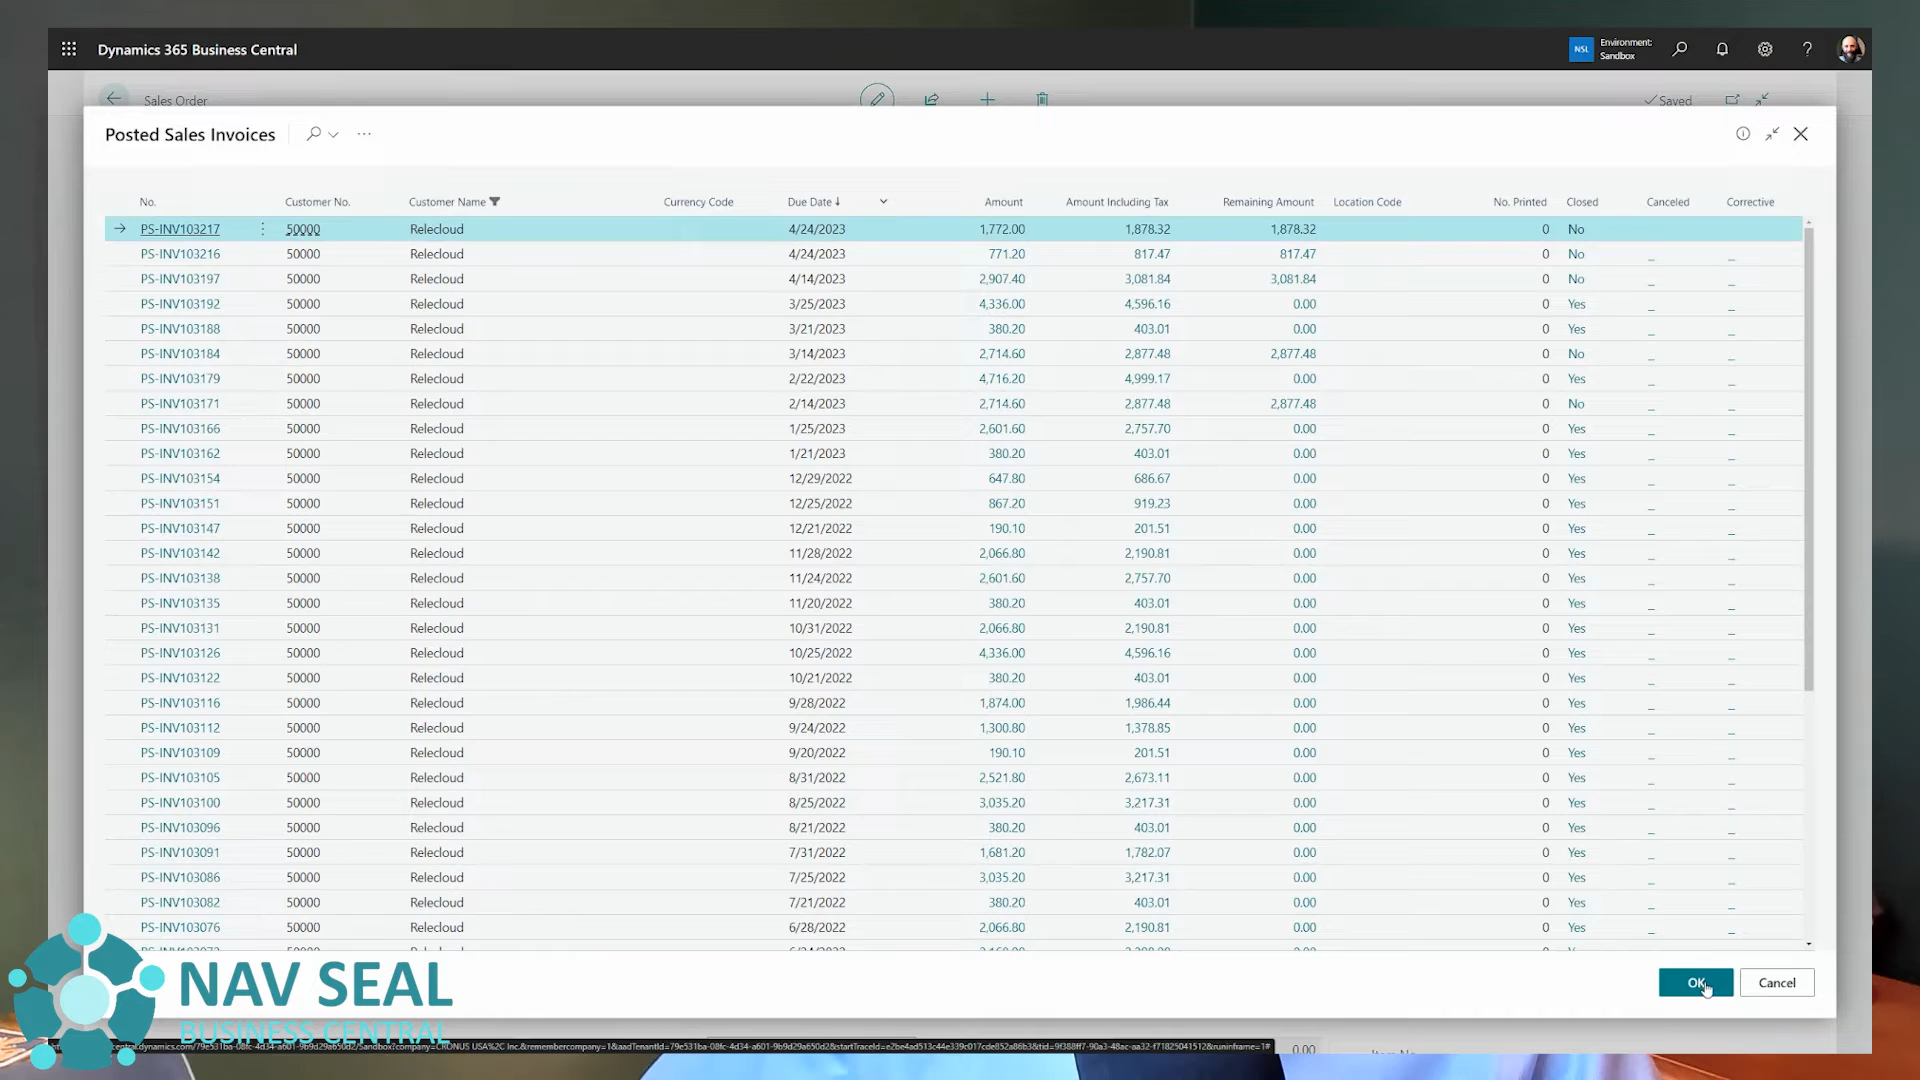 Dynamics 365 Business Central
NSL
Environment:
Sandbox
?
Sales Order
Saved
Posted Sales Invoices
No. Customer No. Customer Name Currency Code Due Date ↓ Amount Amount Including Tax Remaining Amount Location Code No. Printed Closed Canceled Corrective
PS-INV103217 50000 Relecloud 4/24/2023 1,772.00 1,878.32 1,878.32 0 No
PS-INV103216 50000 Relecloud 4/24/2023 771.20 817.47 817.47 0 No _ _
PS-INV103197 50000 Relecloud 4/14/2023 2,907.40 3,081.84 3,081.84 0 No _ _
PS-INV103192 50000 Relecloud 3/25/2023 4,336.00 4,596.16 0.00 0 Yes _ _
PS-INV103188 50000 Relecloud 3/21/2023 380.20 403.01 0.00 0 Yes _ _
PS-INV103184 50000 Relecloud 3/14/2023 2,714.60 2,877.48 2,877.48 0 No _ _
PS-INV103179 50000 Relecloud 2/22/2023 4,716.20 4,999.17 0.00 0 Yes _ _
PS-INV103171 50000 Relecloud 2/14/2023 2,714.60 2,877.48 2,877.48 0 No _ _
PS-INV103166 50000 Relecloud 1/25/2023 2,601.60 2,757.70 0.00 0 Yes _ _
PS-INV103162 50000 Relecloud 1/21/2023 380.20 403.01 0.00 0 Yes _ _
PS-INV103154 50000 Relecloud 12/29/2022 647.80 686.67 0.00 0 Yes _ _
PS-INV103151 50000 Relecloud 12/25/2022 867.20 919.23 0.00 0 Yes _ _
PS-INV103147 50000 Relecloud 12/21/2022 190.10 201.51 0.00 0 Yes _ _
PS-INV103142 50000 Relecloud 11/28/2022 2,066.80 2,190.81 0.00 0 Yes _ _
PS-INV103138 50000 Relecloud 11/24/2022 2,601.60 2,757.70 0.00 0 Yes _ _
PS-INV103135 50000 Relecloud 11/20/2022 380.20 403.01 0.00 0 Yes _ _
PS-INV103131 50000 Relecloud 10/31/2022 2,066.80 2,190.81 0.00 0 Yes _ _
PS-INV103126 50000 Relecloud 10/25/2022 4,336.00 4,596.16 0.00 0 Yes _ _
PS-INV103122 50000 Relecloud 10/21/2022 380.20 403.01 0.00 0 Yes _ _
PS-INV103116 50000 Relecloud 9/28/2022 1,874.00 1,986.44 0.00 0 Yes _ _
PS-INV103112 50000 Relecloud 9/24/2022 1,300.80 1,378.85 0.00 0 Yes _ _
PS-INV103109 50000 Relecloud 9/20/2022 190.10 201.51 0.00 0 Yes _ _
PS-INV103105 50000 Relecloud 8/31/2022 2,521.80 2,673.11 0.00 0 Yes _ _
PS-INV103100 50000 Relecloud 8/25/2022 3,035.20 3,217.31 0.00 0 Yes _ _
PS-INV103096 50000 Relecloud 8/21/2022 380.20 403.01 0.00 0 Yes _ _
PS-INV103091 50000 Relecloud 7/31/2022 1,681.20 1,782.07 0.00 0 Yes _ _
PS-INV103086 50000 Relecloud 7/25/2022 3,035.20 3,217.31 0.00 0 Yes _ _
PS-INV103082 50000 Relecloud 7/21/2022 380.20 403.01 0.00 0 Yes _ _
PS-INV103076 50000 Relecloud 6/28/2022 2,066.80 2,190.81 0.00 0 Yes _ _
OK Cancel
NAV SEAL
BUSINESS CENTRAL
0.00